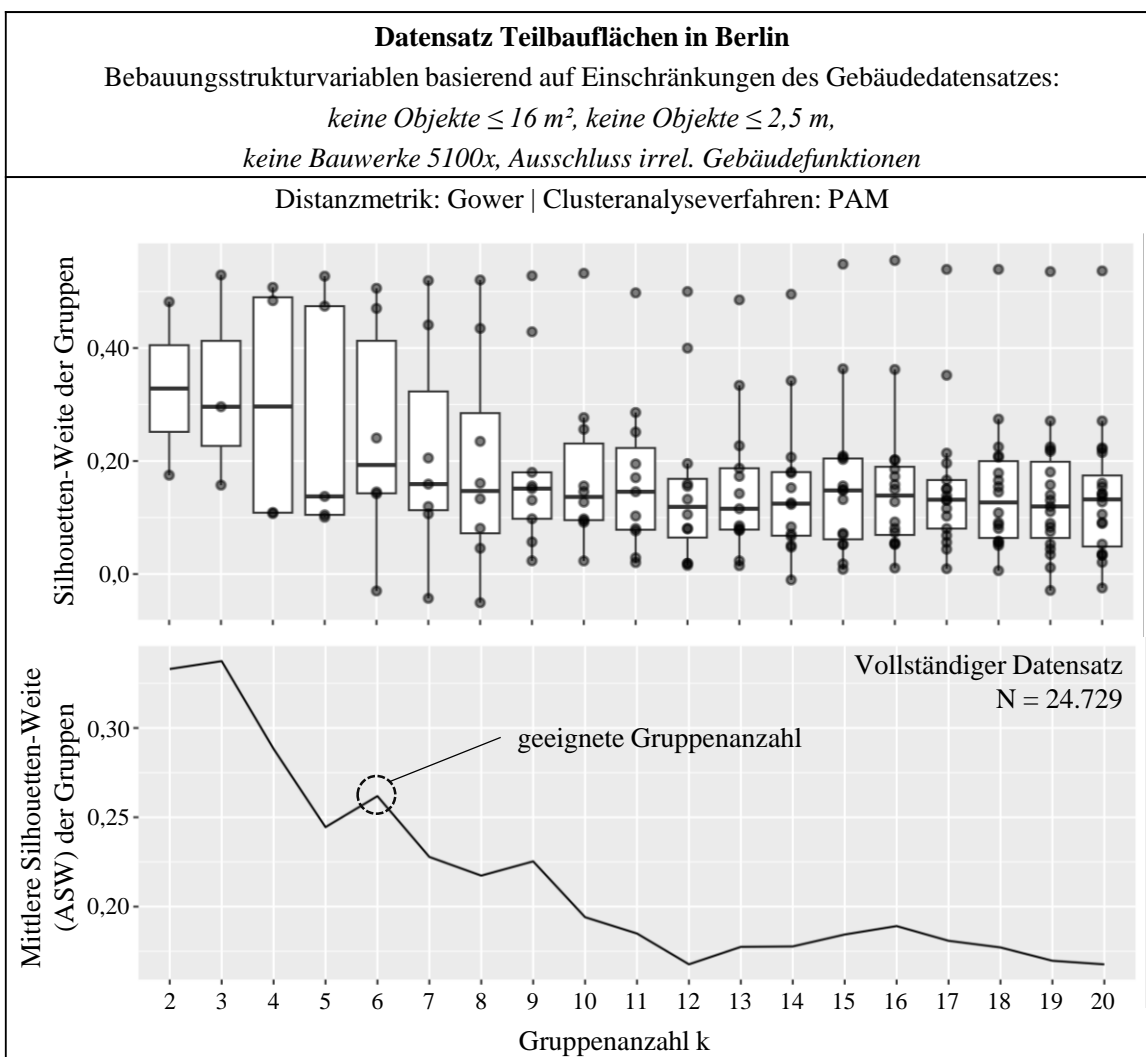 Datensatz Teilbauflächen in Berlin
Bebauungsstrukturvariablen basierend auf Einschränkungen des Gebäudedatensatzes:
keine Objekte ≤ 16 m², keine Objekte ≤ 2,5 m,
keine Bauwerke 5100x, Ausschluss irrel. Gebäudefunktionen
Distanzmetrik: Gower | Clusteranalyseverfahren: PAM
Silhouetten-Weite der Gruppen
0,40
0,20
0,0
Mittlere Silhouetten-Weite
(ASW) der Gruppen
0,30
0,25
0,20
Vollständiger Datensatz
N = 24.729
geeignete Gruppenanzahl
2 3 4 5 6 7 8 9 10 11 12 13 14 15 16 17 18 19 20
Gruppenanzahl k